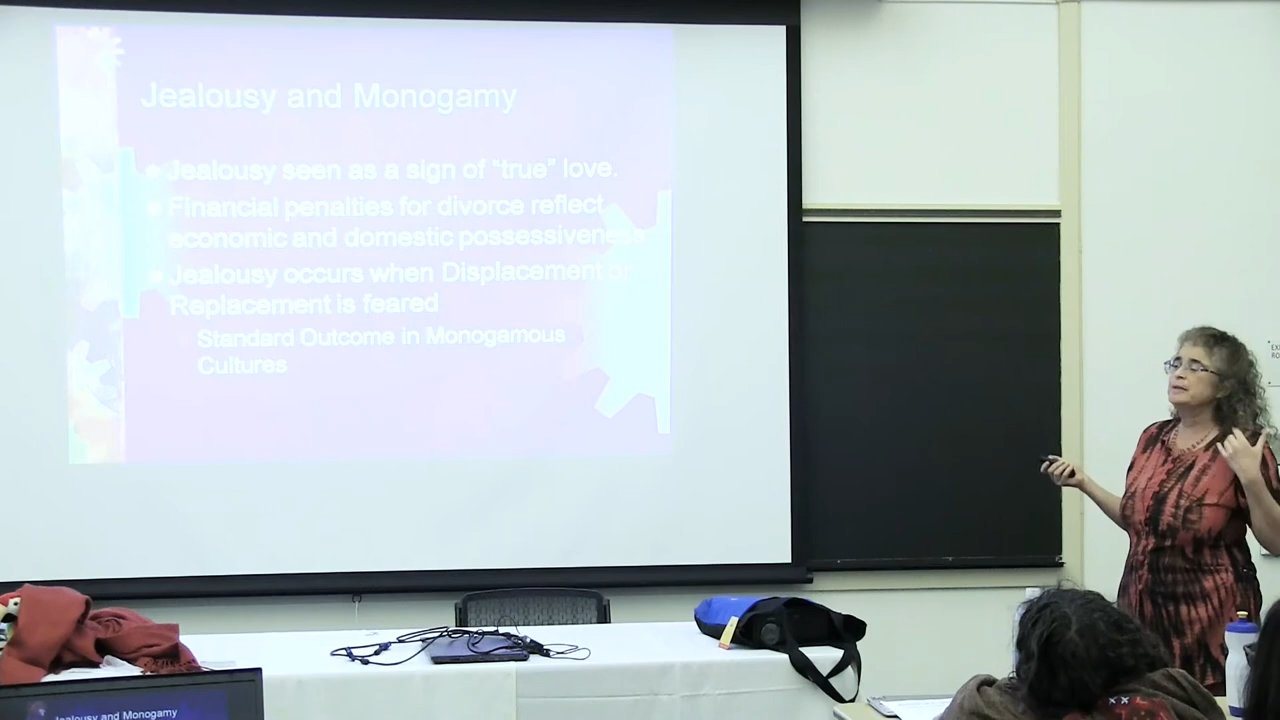 Jealousy and Monogamy
Jealousy seen as a sign of "true" love.
Financial penalties for divorce reflect
economic and domestic possessiveness
Jealousy occurs when Displacement or
Replacement is feared
Standard Outcome in Monogamous
Cultures
Jealousy and Monogamy